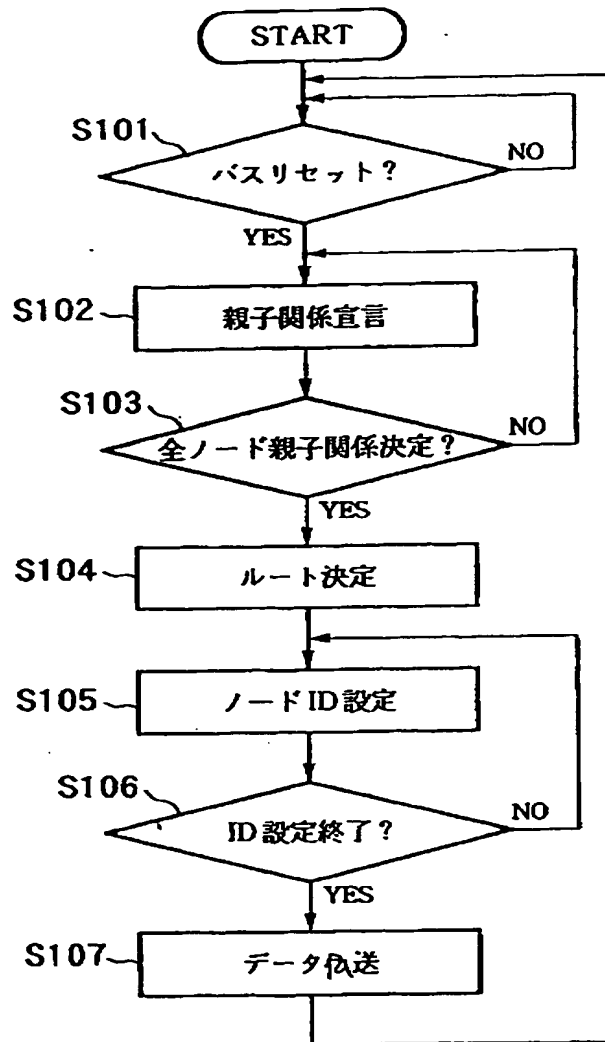 START
S101
バスリセット?
NO
YES
S102
親子関係宣言
S103
全ノード親子関係決定?
NO
YES
S104
ルート決定
S105
ノードID設定
S106
ID設定終了?
NO
YES
S107
データ伝送